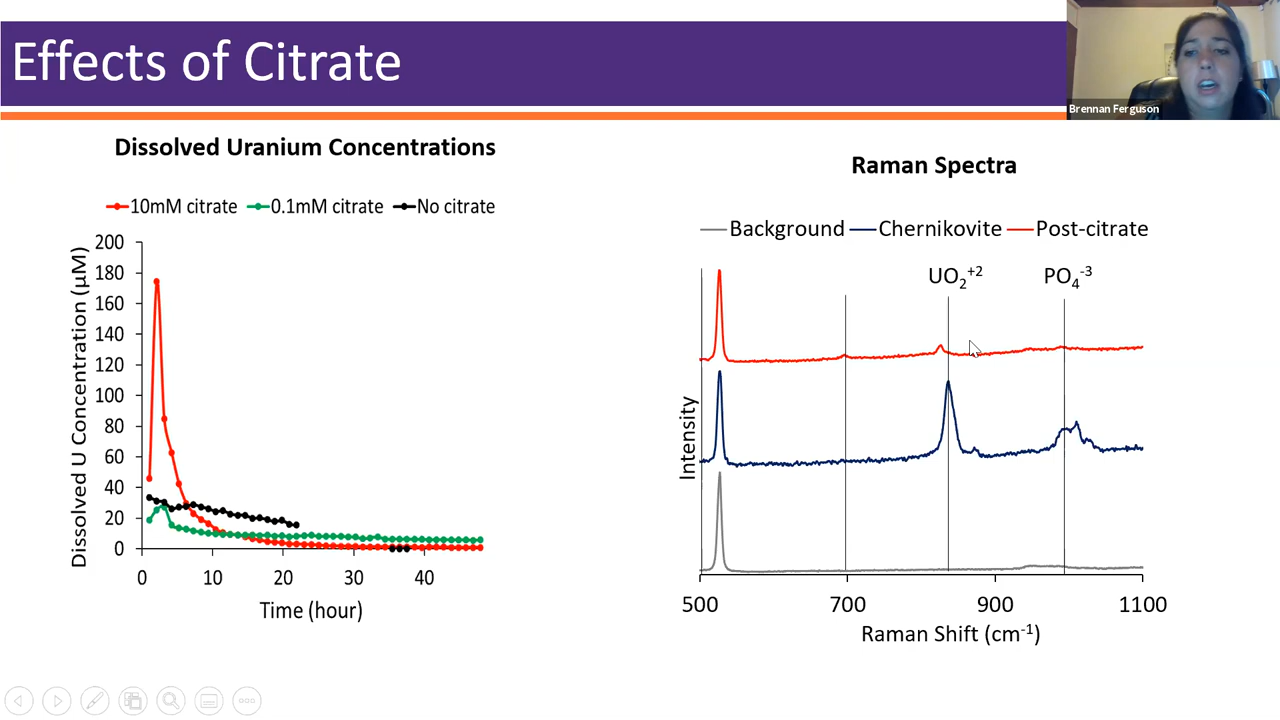 Effects of Citrate
Brennan Ferguson
Dissolved Uranium Concentrations
10mM citrate 0.1mM citrate No citrate
Dissolved U Concentration (µM)
200
180
160
140
120
100
80
60
40
20
0
0 10 20 30 40
Time (hour)
Raman Spectra
Background Chernikovite Post-citrate
UO₂⁺² PO₄⁻³
Intensity
500 700 900 1100
Raman Shift (cm⁻¹)